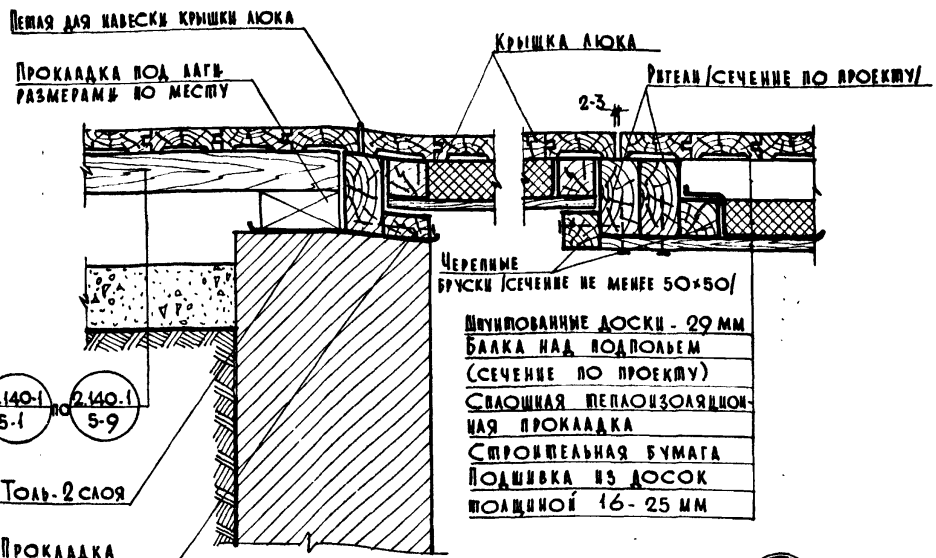 Петля для навески крышки люка
Прокладка под лаги
размерами по месту
Крышка люка
Ригели /сечение по проекту/
2-3
Черепные
бруски /сечение не менее 50×50/
Шпунтованные доски - 29 мм
Балка над подпольем
(сечение по проекту)
Сплошная теплоизоляцион-
ная прокладка
Строительная бумага
Подшивка из досок
толщиной 16 - 25 мм
2.140-1
5-1
по
2.140-1
5-9
Толь - 2 слоя
Прокладка